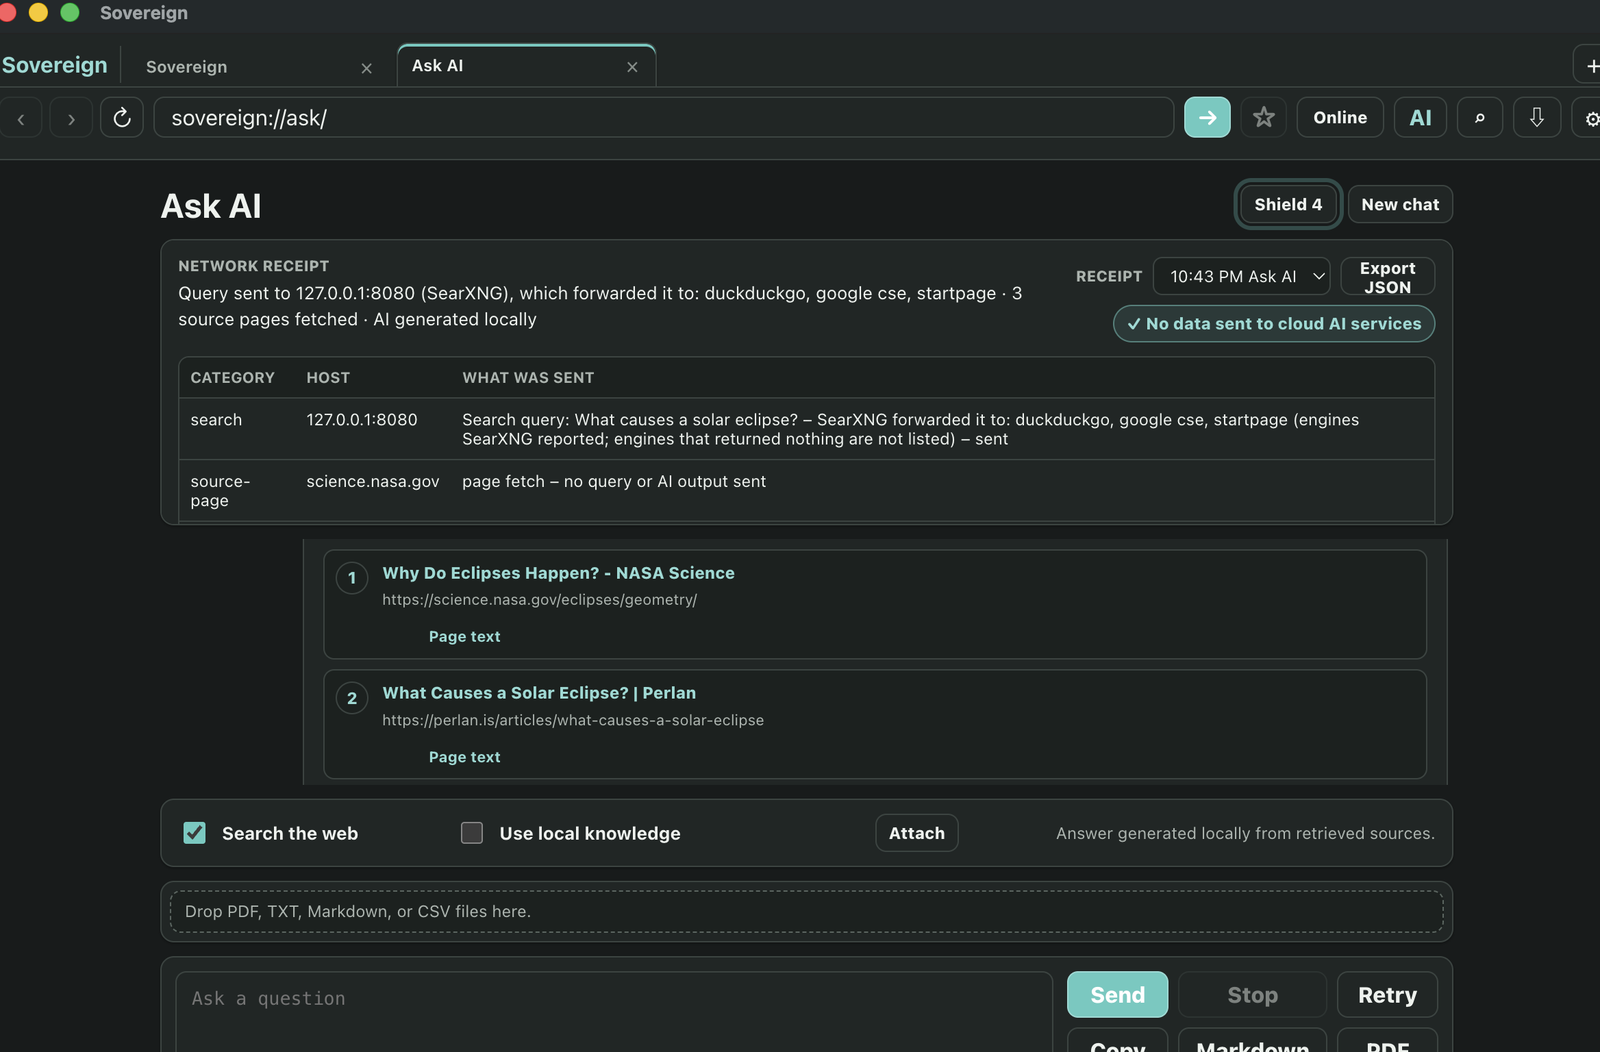 Sovereign
Sovereign
Sovereign
Ask AI
+
sovereign://ask/
Online
AI
Ask AI
Shield 4
New chat
NETWORK RECEIPT
Query sent to 127.0.0.1:8080 (SearXNG), which forwarded it to: duckduckgo, google cse, startpage · 3
source pages fetched · AI generated locally
RECEIPT
10:43 PM Ask AI
Export
JSON
✓ No data sent to cloud AI services
CATEGORY
HOST
WHAT WAS SENT
search
127.0.0.1:8080
Search query: What causes a solar eclipse? – SearXNG forwarded it to: duckduckgo, google cse, startpage (engines
SearXNG reported; engines that returned nothing are not listed) – sent
source-
page
science.nasa.gov
page fetch – no query or AI output sent
1
Why Do Eclipses Happen? - NASA Science
https://science.nasa.gov/eclipses/geometry/
Page text
2
What Causes a Solar Eclipse? | Perlan
https://perlan.is/articles/what-causes-a-solar-eclipse
Page text
Search the web
Use local knowledge
Attach
Answer generated locally from retrieved sources.
Drop PDF, TXT, Markdown, or CSV files here.
Ask a question
Send
Stop
Retry
Copy
Markdown
PDF